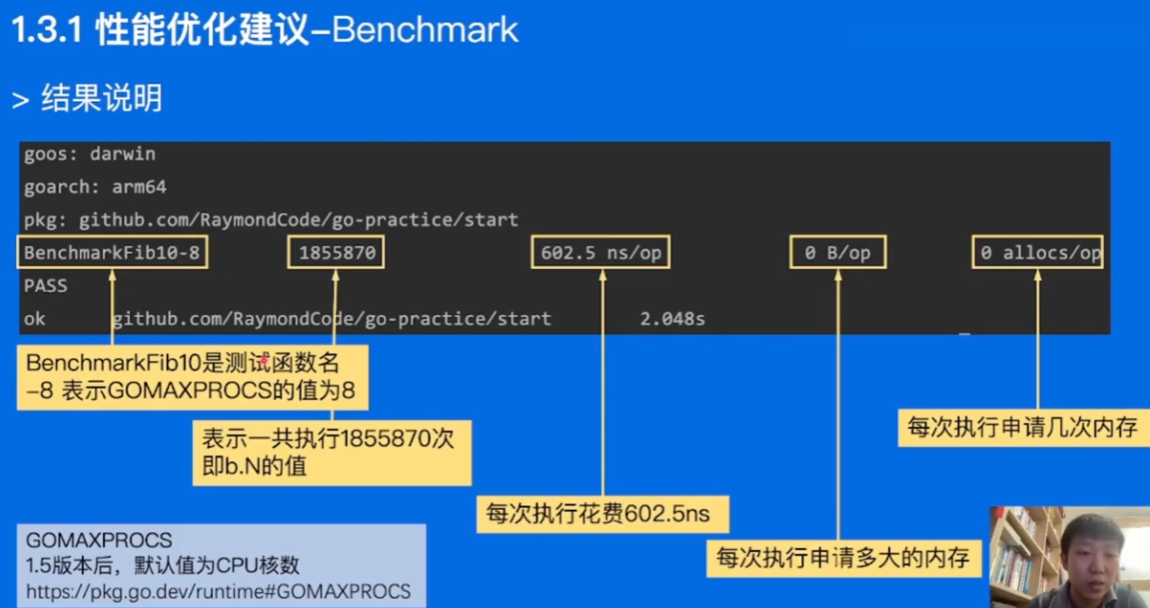 1.3.1 性能优化建议-Benchmark
> 结果说明
goos: darwin
goarch: arm64
pkg: github.com/RaymondCode/go-practice/start
BenchmarkFib10-8 1855870 602.5 ns/op 0 B/op 0 allocs/op
PASS
ok github.com/RaymondCode/go-practice/start 2.048s
BenchmarkFib10是测试函数名
-8 表示GOMAXPROCS的值为8
表示一共执行1855870次
即b.N的值
每次执行花费602.5ns
每次执行申请多大的内存
每次执行申请几次内存
GOMAXPROCS
1.5版本后，默认值为CPU核数
https://pkg.go.dev/runtime#GOMAXPROCS